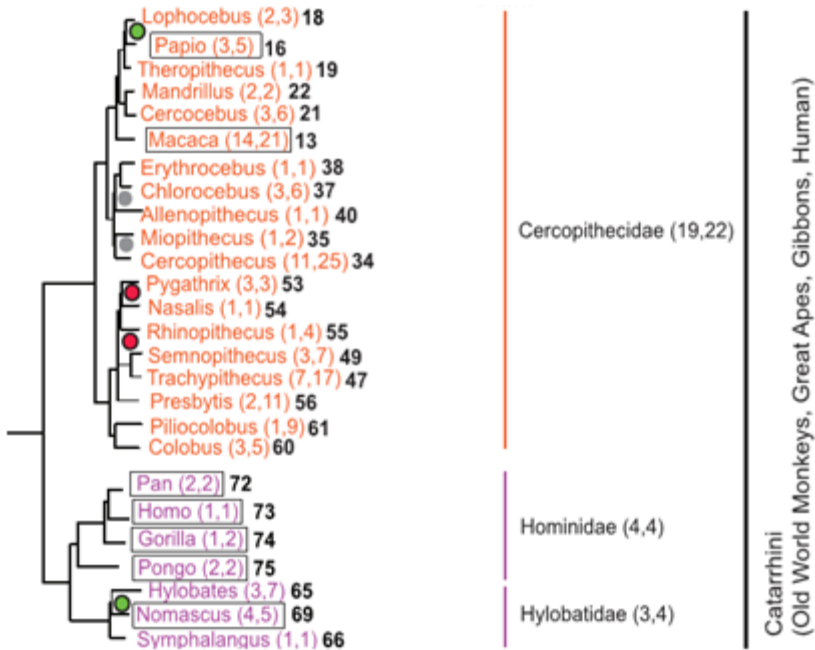 Lophocebus (2,3) 18
Papio (3,5) 16
Theropithecus (1,1) 19
Mandrillus (2,2) 22
Cercocebus (3,6) 21
Macaca (14,21) 13
Erythrocebus (1,1) 38
Chlorocebus (3,6) 37
Allenopithecus (1,1) 40
Miopithecus (1,2) 35
Cercopithecus (11,25) 34
Pygathrix (3,3) 53
Nasalis (1,1) 54
Rhinopithecus (1,4) 55
Semnopithecus (3,7) 49
Trachypithecus (7,17) 47
Presbytis (2,11) 56
Piliocolobus (1,9) 61
Colobus (3,5) 60
Cercopithecidae (19,22)
Pan (2,2) 72
Homo (1,1) 73
Gorilla (1,2) 74
Pongo (2,2) 75
Hominidae (4,4)
Hylobates (3,7) 65
Nomascus (4,5) 69
Symphalangus (1,1) 66
Hylobatidae (3,4)
Catarrhini
(Old World Monkeys, Great Apes, Gibbons, Human)